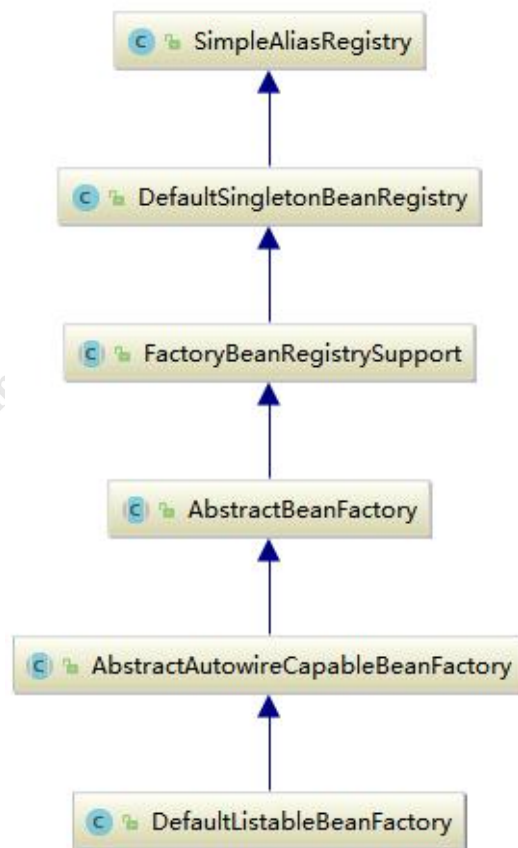 SimpleAliasRegistry
DefaultSingletonBeanRegistry
FactoryBeanRegistrySupport
AbstractBeanFactory
AbstractAutowireCapableBeanFactory
DefaultListableBeanFactory